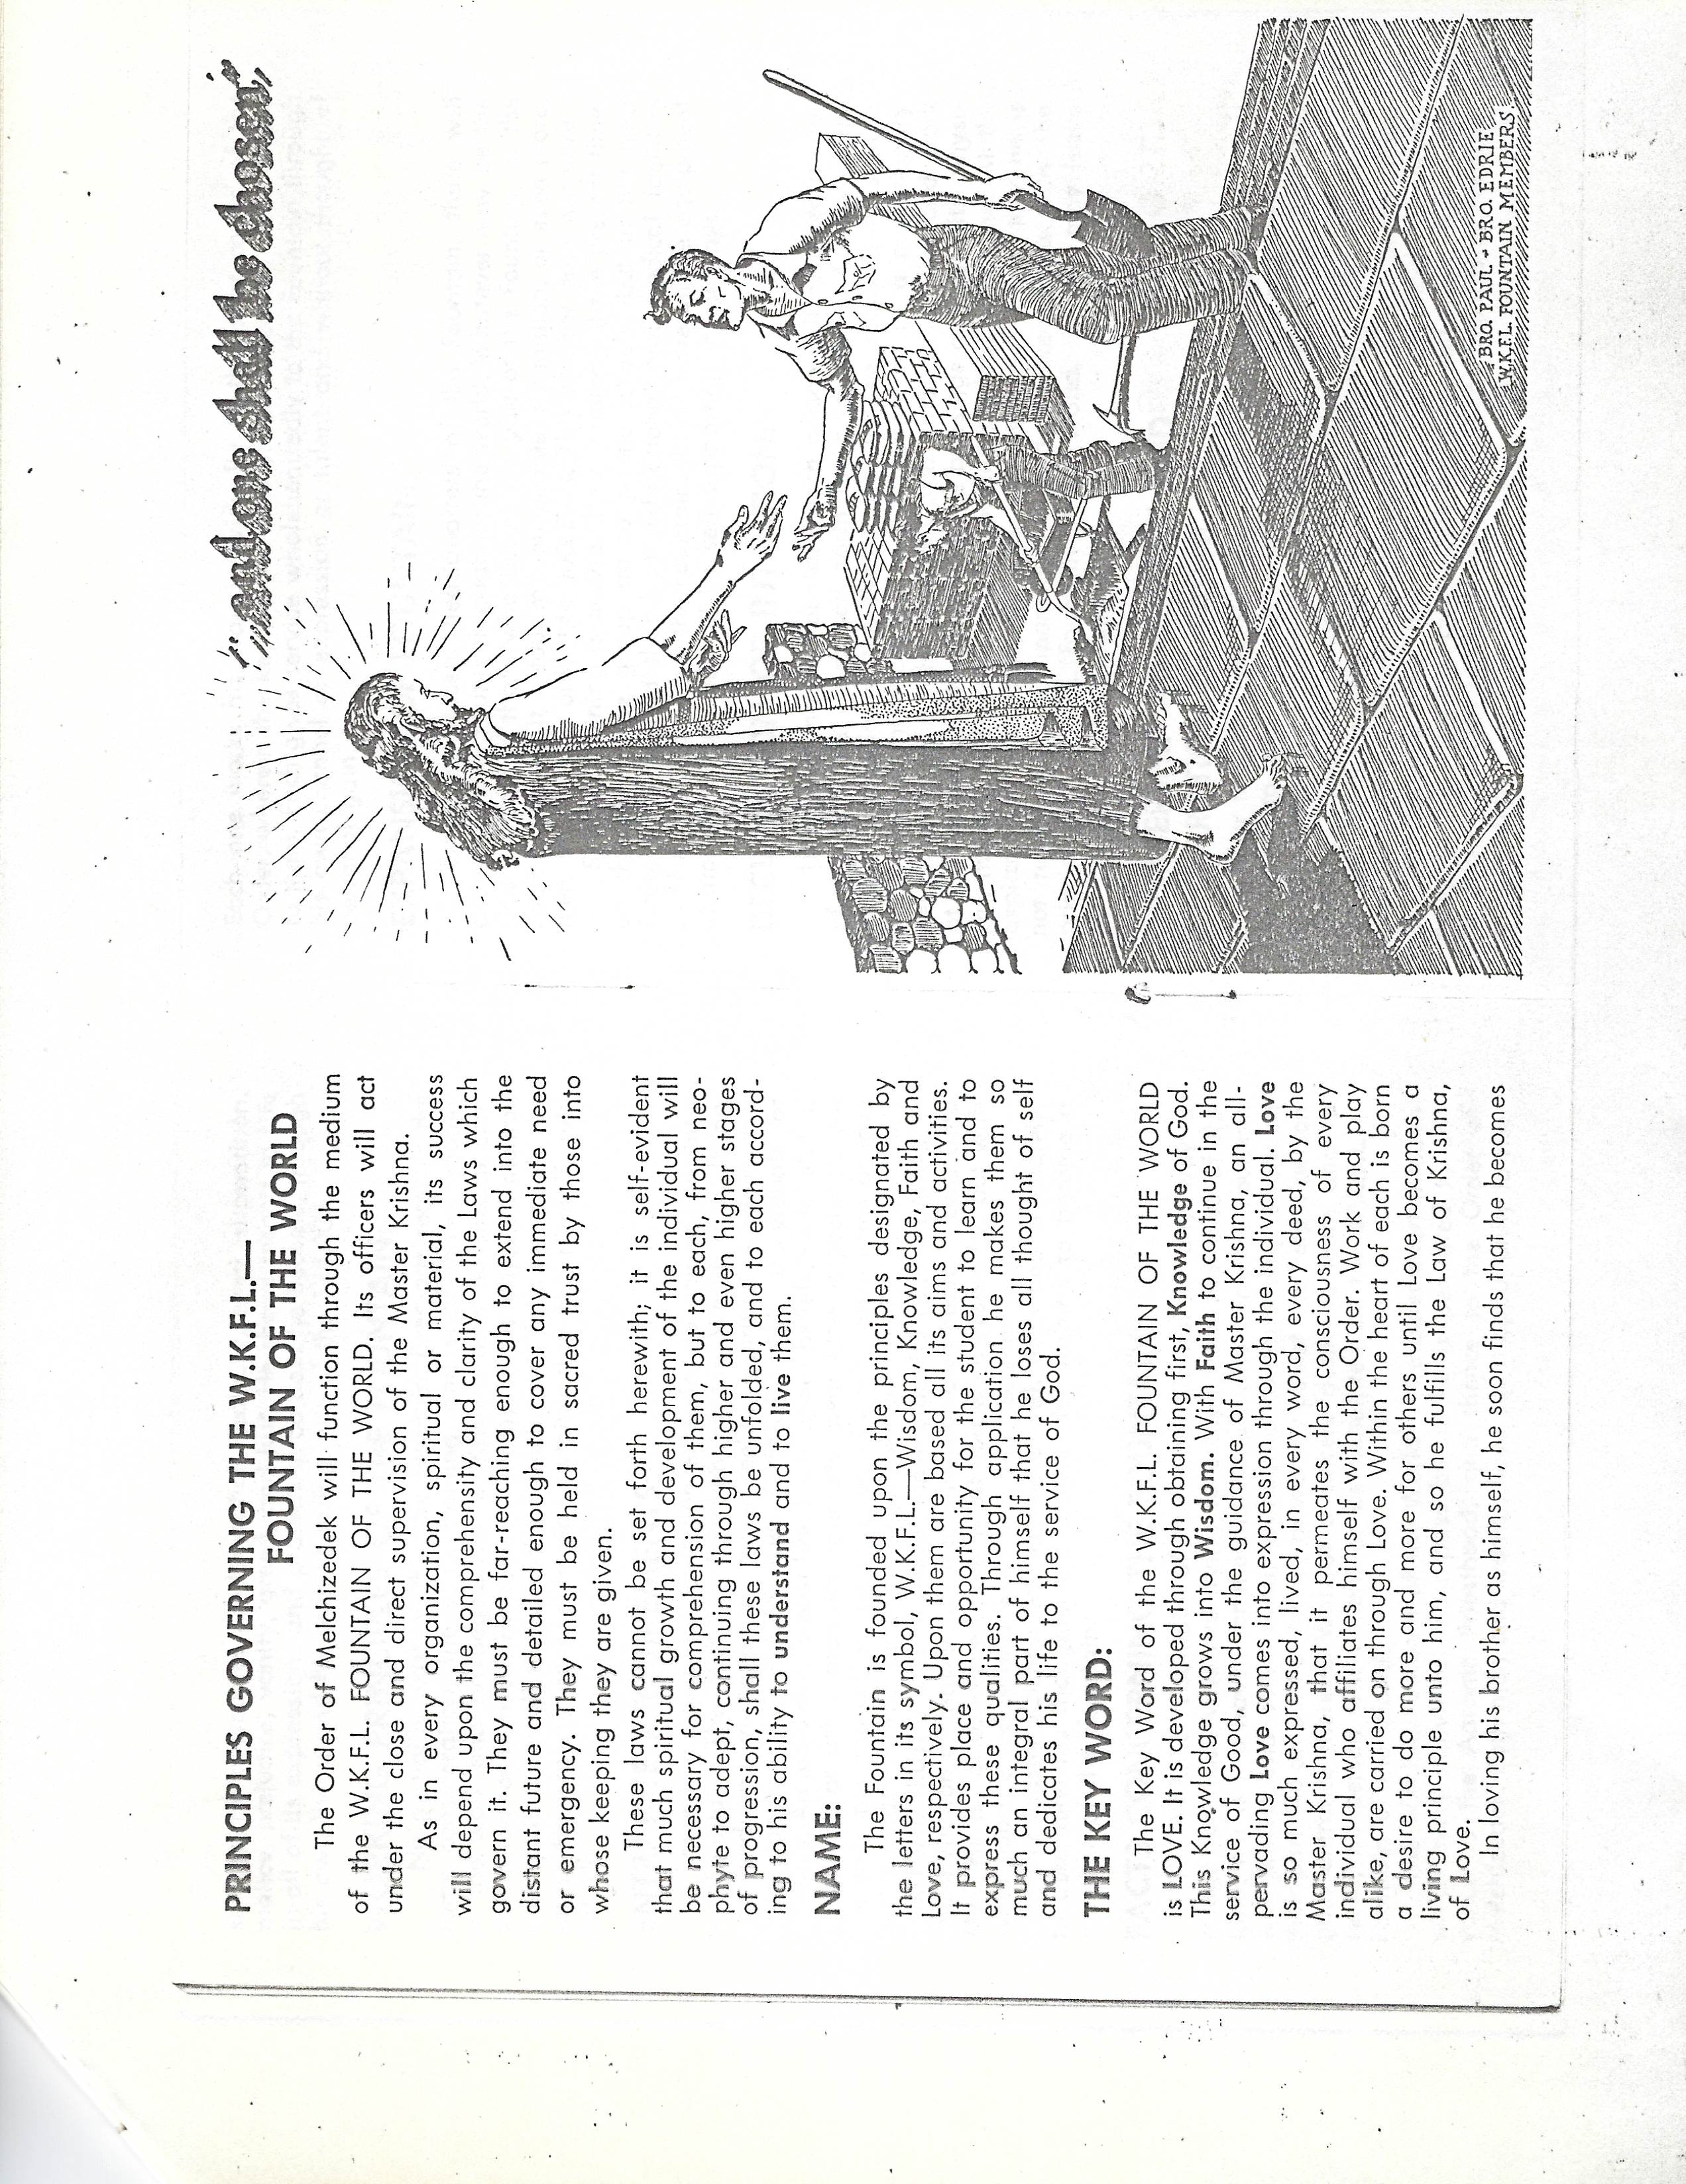 PRINCIPLES GOVERNING THE W.K.F.L.—
FOUNTAIN OF THE WORLD
The Order of Melchizedek will function through the medium
of the W.K.F.L. FOUNTAIN OF THE WORLD. Its officers will act
under the close and direct supervision of the Master Krishna.
As in every organization, spiritual or material, its success
will depend upon the comprehensity and clarity of the Laws which
govern it. They must be far-reaching enough to extend into the
distant future and detailed enough to cover any immediate need
or emergency. They must be held in sacred trust by those into
whose keeping they are given.
These laws cannot be set forth herewith; it is self-evident
that much spiritual growth and development of the individual will
be necessary for comprehension of them, but to each, from neo-
phyte to adept, continuing through higher and even higher stages
of progression, shall these laws be unfolded, and to each accord-
ing to his ability to understand and to live them.
NAME:
The Fountain is founded upon the principles designated by
the letters in its symbol, W.K.F.L.—Wisdom, Knowledge, Faith and
Love, respectively. Upon them are based all its aims and activities.
It provides place and opportunity for the student to learn and to
express these qualities. Through application he makes them so
much an integral part of himself that he loses all thought of self
and dedicates his life to the service of God.
THE KEY WORD:
The Key Word of the W.K.F.L. FOUNTAIN OF THE WORLD
is LOVE. It is developed through obtaining first, Knowledge of God.
This Knowledge grows into Wisdom. With Faith to continue in the
service of Good, under the guidance of Master Krishna, an all-
pervading Love comes into expression through the individual. Love
is so much expressed, lived, in every word, every deed, by the
Master Krishna, that it permeates the consciousness of every
individual who affiliates himself with the Order. Work and play
alike, are carried on through Love. Within the heart of each is born
a desire to do more and more for others until Love becomes a
living principle unto him, and so he fulfills the Law of Krishna,
of Love.
In loving his brother as himself, he soon finds that he becomes
"...and one shall be chosen"
BRO. PAUL - BRO. EDRIE
W.K.F.L. FOUNTAIN MEMBERS